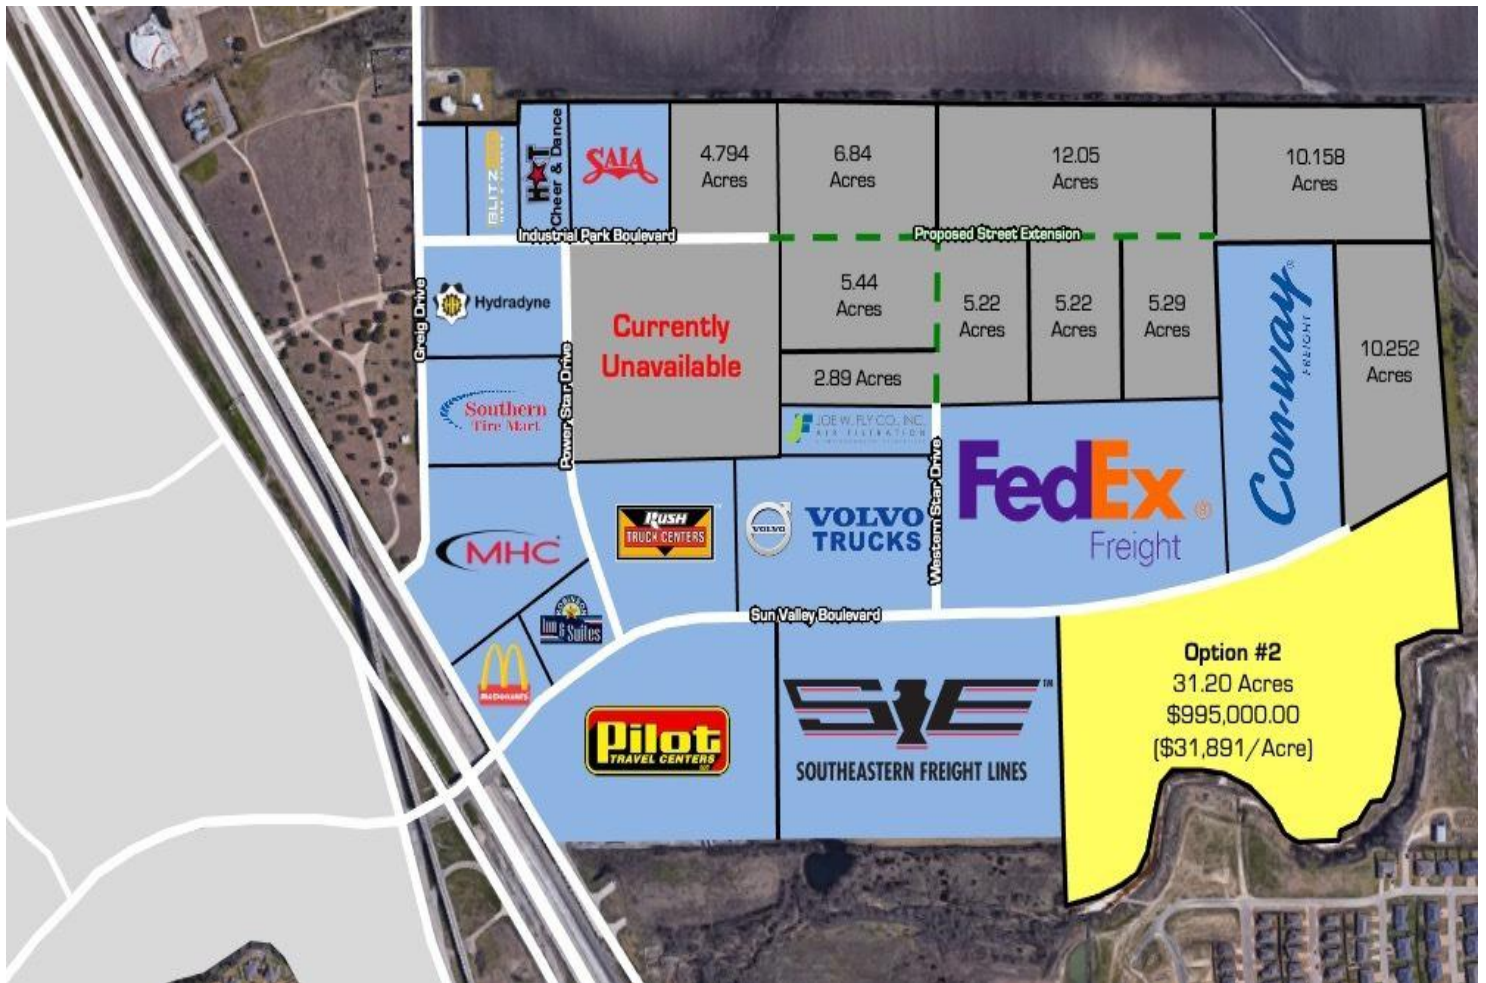 HOT
Cheer & Dance
BLITZ
SAIA
4.794
Acres
6.84
Acres
12.05
Acres
10.158
Acres
Industrial Park Boulevard
Proposed Street Extension
Greig Drive
Hydradyne
Currently
Unavailable
5.44
Acres
5.22
Acres
5.22
Acres
5.29
Acres
Con-way®
FREIGHT
10.252
Acres
2.89 Acres
Southern
Tire Mart
Power Star Drive
JOE W. FLY CO., INC.
AIR FILTRATION
Western Star Drive
FedEx®
Freight
MHC
RUSH
TRUCK CENTERS
VOLVO
VOLVO
TRUCKS
Inn & Suites
Sun Valley Boulevard
McDonald's
Pilot
TRAVEL CENTERS
SE™
SOUTHEASTERN FREIGHT LINES
Option #2
31.20 Acres
$995,000.00
($31,891/Acre)